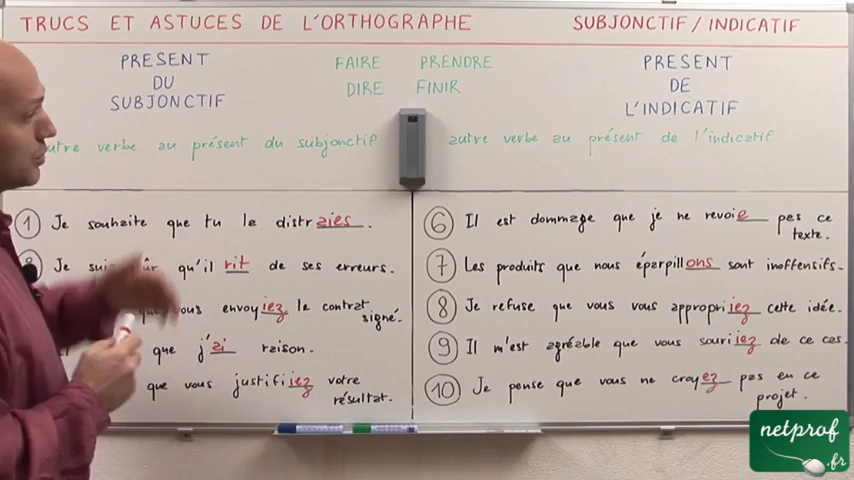 TRUCS ET ASTUCES DE L'ORTHOGRAPHE
SUBJONCTIF / INDICATIF
PRESENT
DU
SUBJONCTIF
FAIRE PRENDRE
DIRE FINIR
PRESENT
DE
L'INDICATIF
utre verbe au présent du subjonctif
autre verbe au présent de l'indicatif
1 Je souhaite que tu le distraies.
Je suis sûr qu'il rit de ses erreurs.
que vous envoyiez le contrat
signé.
que j'ai raison.
que vous justifiiez votre
résultat.
6 Il est dommage que je ne revoie pas ce
texte.
7 Les produits que nous éparpillons sont inoffensifs.
8 Je refuse que vous vous appropriiez cette idée.
9 Il m'est agréable que vous souriiez de ce cas.
10 Je pense que vous ne croyez pas en ce
projet.
netprof
.fr